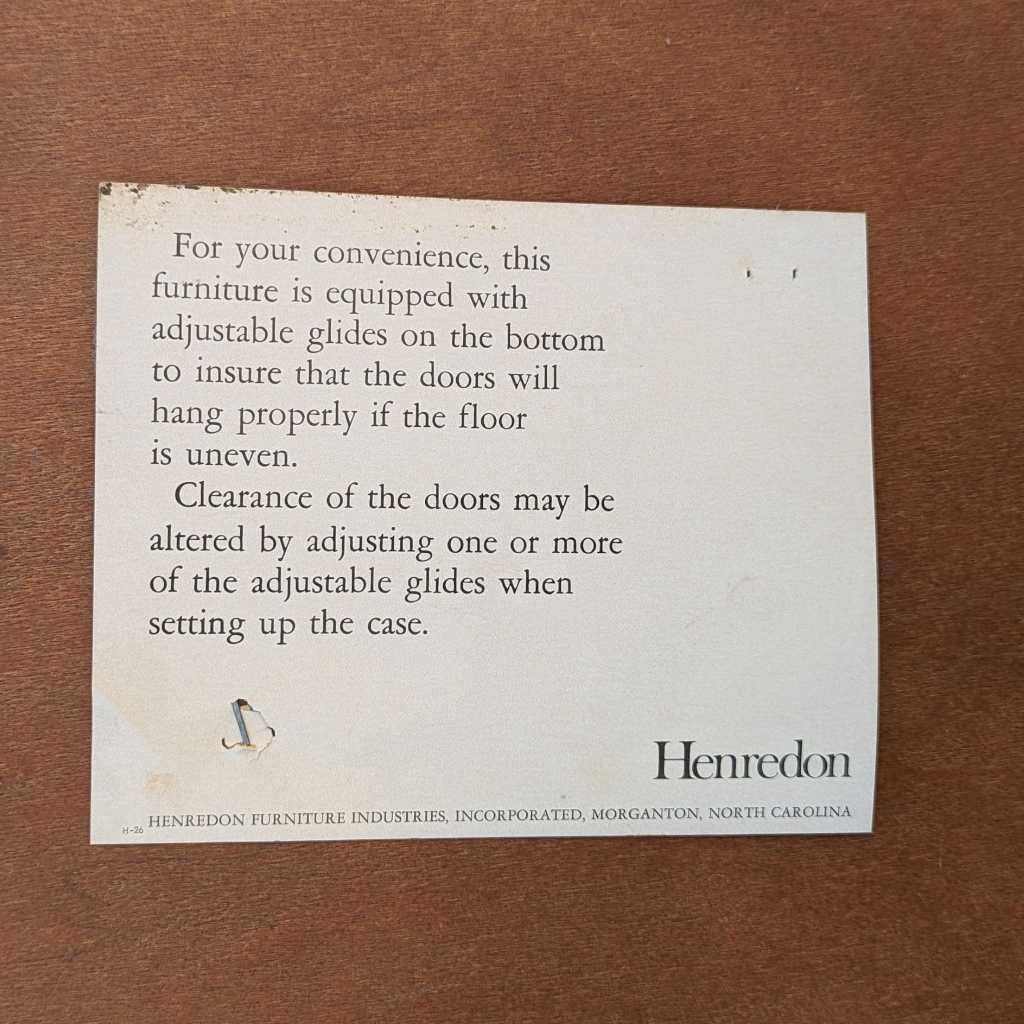 For your convenience, this
furniture is equipped with
adjustable glides on the bottom
to insure that the doors will
hang properly if the floor
is uneven.
Clearance of the doors may be
altered by adjusting one or more
of the adjustable glides when
setting up the case.
Henredon
H-26 HENREDON FURNITURE INDUSTRIES, INCORPORATED, MORGANTON, NORTH CAROLINA